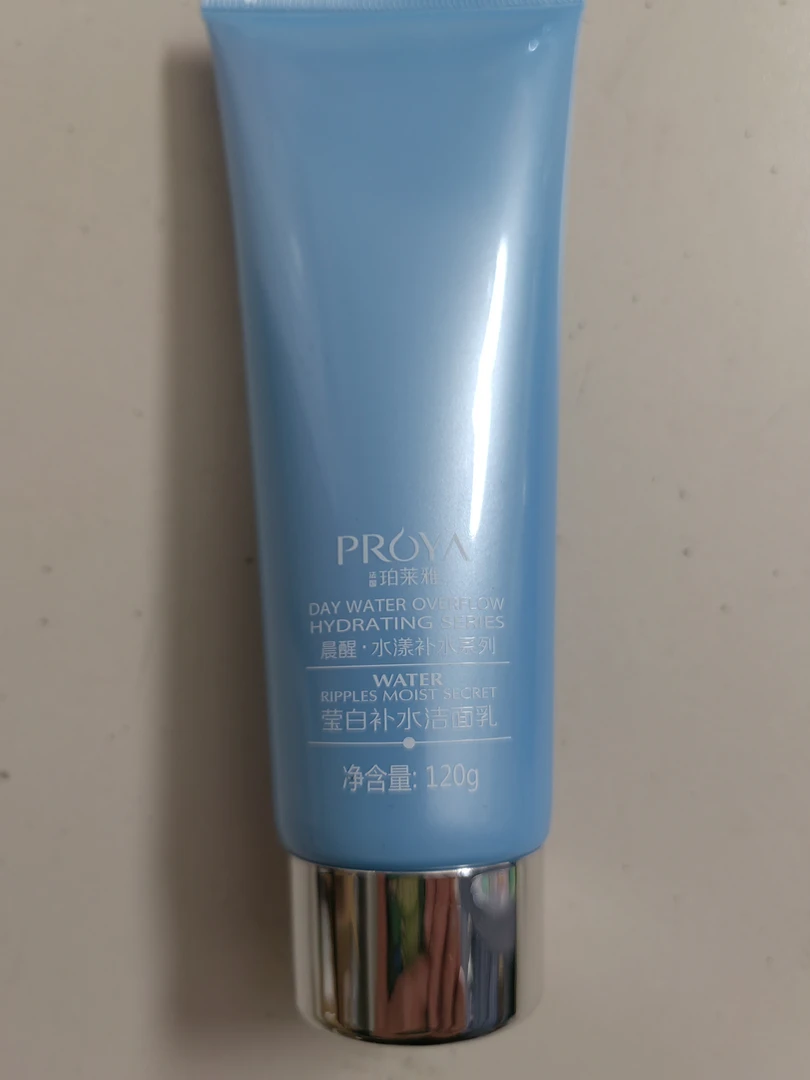 PROYA
珀莱雅
DAY WATER OVERFLOW
HYDRATING SERIES
晨醒·水漾补水系列
WATER
RIPPLES MOIST SECRET
莹白补水洁面乳
净含量: 120g